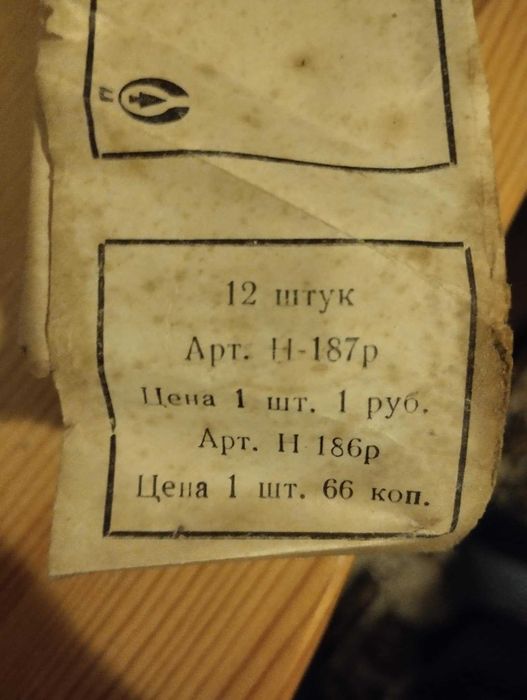 П
12 штук
Арт. Н-187р
Цена 1 шт. 1 руб.
Арт. Н 186р
Цена 1 шт. 66 коп.